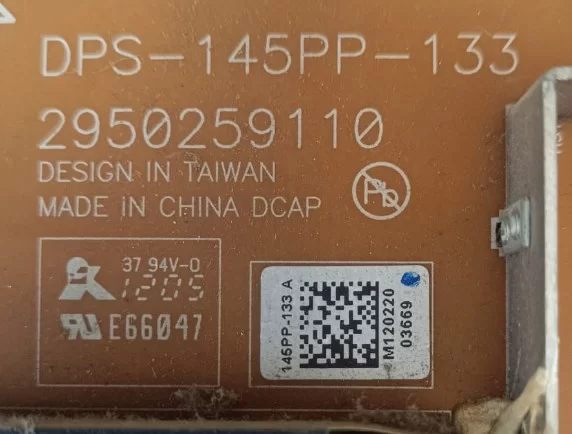 DPS-145PP-133
2950259110
DESIGN IN TAIWAN
MADE IN CHINA DCAP
Pb
37 94V-0
1205
E66047
145PP-133 A
M120220
03669